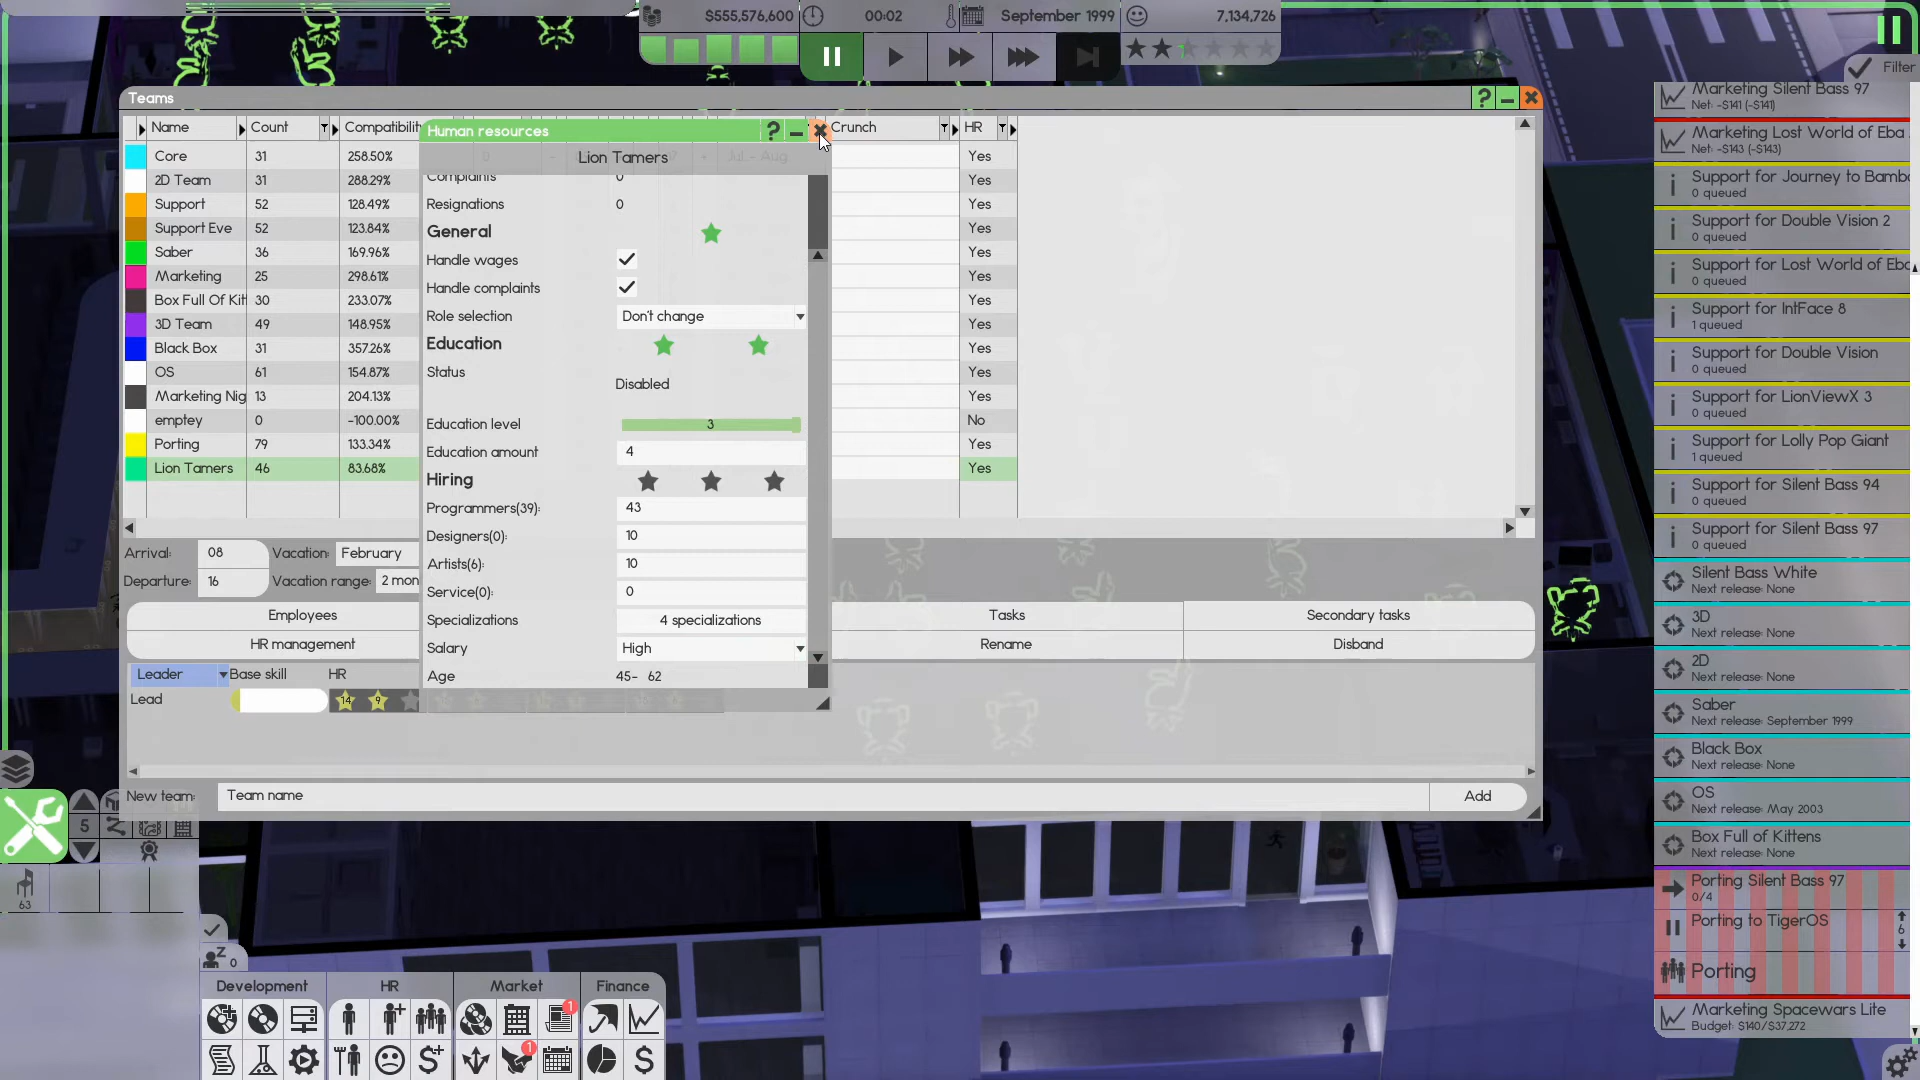 $555,576,600
00:02
September 1999
7,134,726
Filter
Teams
Name Count Compatibility Crunch HR
Human resources
Lion Tamers
Core 31 258.50% Yes
2D Team 31 288.29% Yes
Support 52 128.49% Yes
Support Eve 52 123.84% Yes
Saber 36 169.96% Yes
Marketing 25 298.61% Yes
Box Full Of Kit 30 233.07% Yes
3D Team 49 148.95% Yes
Black Box 31 357.26% Yes
OS 61 154.87% Yes
Marketing Nig 13 204.13% Yes
emptey 0 -100.00% No
Porting 79 133.34% Yes
Lion Tamers 46 83.68% Yes
Complaints 0
Resignations 0
General
Handle wages
Handle complaints
Role selection Don't change
Education
Status Disabled
Education level 3
Education amount 4
Hiring
Programmers(39): 43
Designers(0): 10
Artists(6): 10
Service(0): 0
Specializations 4 specializations
Salary High
Age 45- 62
Arrival: 08 Vacation: February
Departure: 16 Vacation range: 2 mon
Employees Tasks Secondary tasks
HR management Rename Disband
Leader Base skill HR
Lead 14 9
New team: Team name Add
5
63
0
Development HR Market Finance
1
1
Marketing Silent Bass 97
Net: -$141 (-$141)
Marketing Lost World of Eba
Net: -$143 (-$143)
Support for Journey to Bamb
0 queued
Support for Double Vision 2
0 queued
Support for Lost World of Eb
0 queued
Support for IntFace 8
1 queued
Support for Double Vision
0 queued
Support for LionViewX 3
0 queued
Support for Lolly Pop Giant
1 queued
Support for Silent Bass 94
0 queued
Support for Silent Bass 97
0 queued
Silent Bass White
Next release: None
3D
Next release: None
2D
Next release: None
Saber
Next release: September 1999
Black Box
Next release: None
OS
Next release: May 2003
Box Full of Kittens
Next release: None
Porting Silent Bass 97
0/4
Porting to TigerOS
6
Porting
Marketing Spacewars Lite
Budget: $140/$37,272